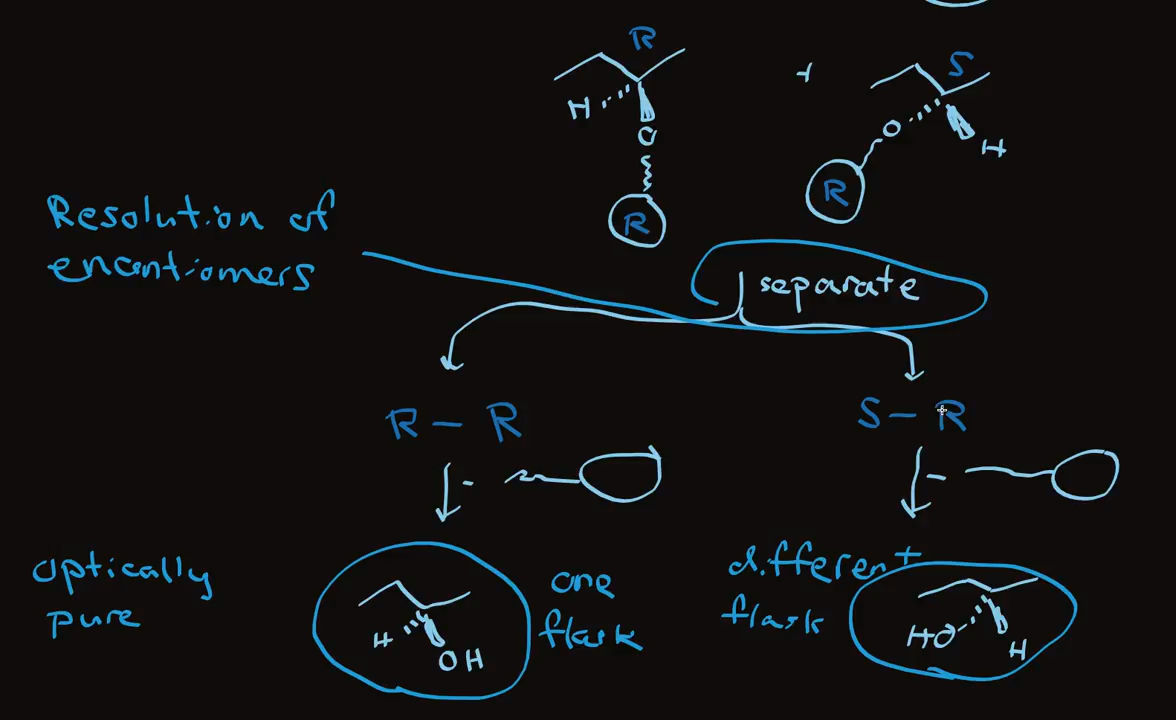 R
S
H
O
+
O
H
R
R
Resolution of
enantiomers
separate
R - R
S - R
-
-
optically
pure
one
flask
different
flask
H
OH
HO
H